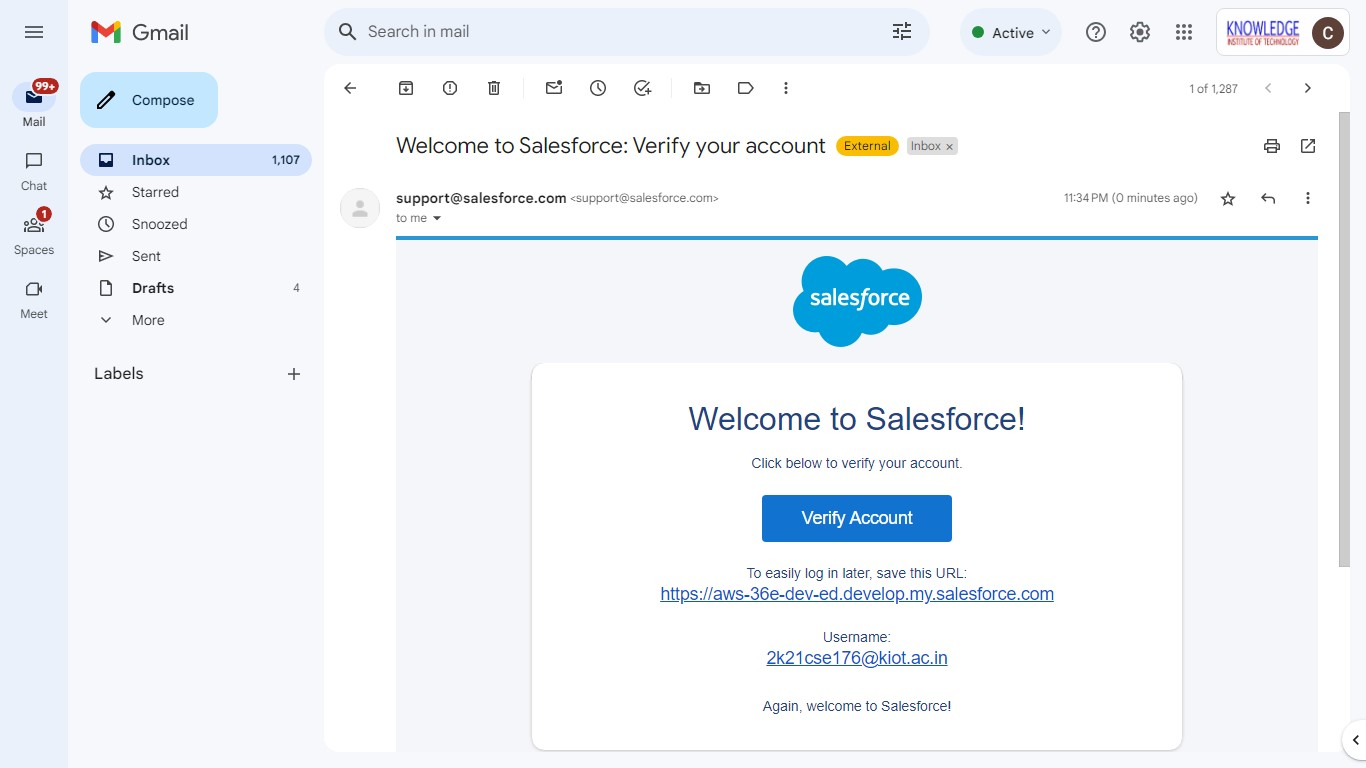 Gmail
Search in mail
Active
KNOWLEDGE
INSTITUTE OF TECHNOLOGY
C
99+
Mail
Chat
1
Spaces
Meet
Compose
Inbox 1,107
Starred
Snoozed
Sent
Drafts 4
More
Labels
1 of 1,287
Welcome to Salesforce: Verify your account External Inbox ×
support@salesforce.com <support@salesforce.com> 11:34 PM (0 minutes ago)
to me
salesforce
Welcome to Salesforce!
Click below to verify your account.
Verify Account
To easily log in later, save this URL:
https://aws-36e-dev-ed.develop.my.salesforce.com
Username:
2k21cse176@kiot.ac.in
Again, welcome to Salesforce!